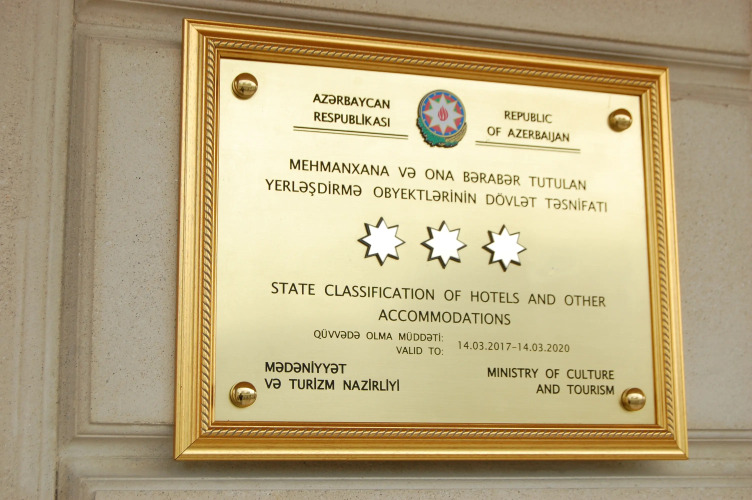 AZƏRBAYCAN
RESPUBLİKASI
REPUBLIC
OF AZERBAIJAN
MEHMANXANA VƏ ONA BƏRABƏR TUTULAN
YERLƏŞDİRMƏ OBYEKTLƏRİNİN DÖVLƏT TƏSNİFATI
STATE CLASSIFICATION OF HOTELS AND OTHER
ACCOMMODATIONS
QÜVVƏDƏ OLMA MÜDDƏTİ:
VALID TO: 14.03.2017-14.03.2020
MƏDƏNİYYƏT
VƏ TURİZM NAZİRLİYİ
MINISTRY OF CULTURE
AND TOURISM